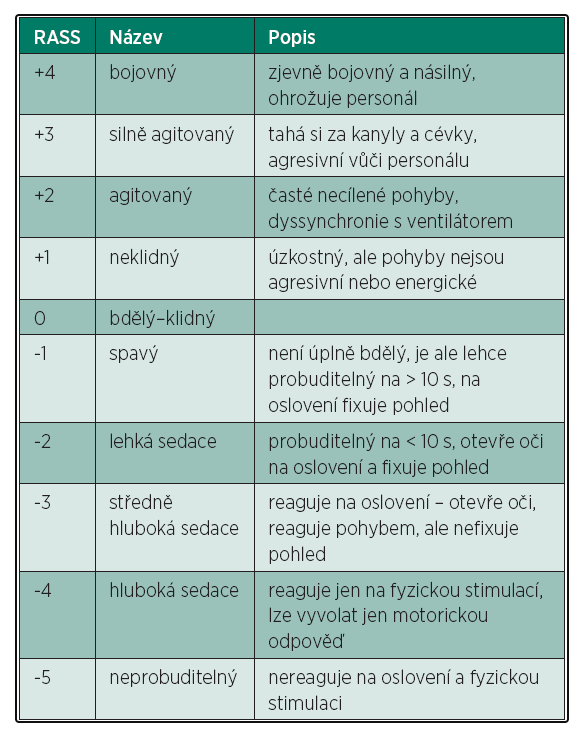 RASS Název Popis
+4 bojovný zjevně bojovný a násilný,
ohrožuje personál
+3 silně agitovaný tahá si za kanyly a cévky,
agresivní vůči personálu
+2 agitovaný časté necílené pohyby,
dyssynchronie s ventilátorem
+1 neklidný úzkostný, ale pohyby nejsou
agresivní nebo energické
0 bdělý–klidný
-1 spavý není úplně bdělý, je ale lehce
probuditelný na > 10 s, na
oslovení fixuje pohled
-2 lehká sedace probuditelný na < 10 s, otevře oči
na oslovení a fixuje pohled
-3 středně reaguje na oslovení – otevře oči,
hluboká sedace reaguje pohybem, ale nefixuje
pohled
-4 hluboká sedace reaguje jen na fyzickou stimulací,
lze vyvolat jen motorickou
odpověď
-5 neprobuditelný nereaguje na oslovení a fyzickou
stimulaci